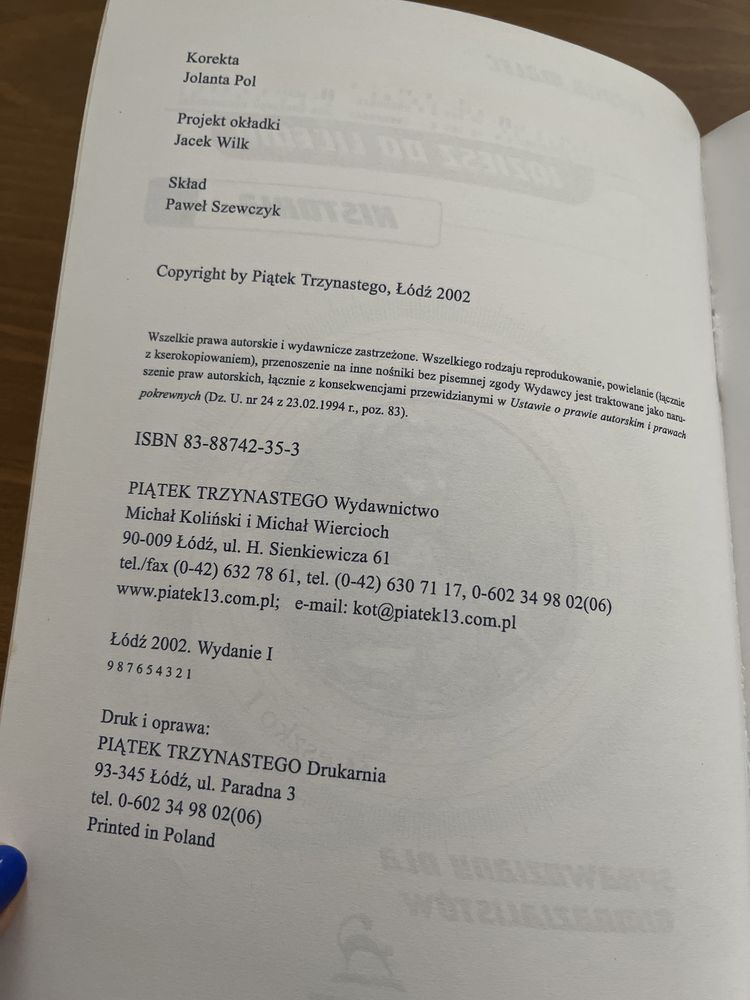 Korekta
Jolanta Pol
Projekt okładki
Jacek Wilk
Skład
Paweł Szewczyk
Copyright by Piątek Trzynastego, Łódź 2002
Wszelkie prawa autorskie i wydawnicze zastrzeżone. Wszelkiego rodzaju reprodukowanie, powielanie (łącznie
z kserokopiowaniem), przenoszenie na inne nośniki bez pisemnej zgody Wydawcy jest traktowane jako naru-
szenie praw autorskich, łącznie z konsekwencjami przewidzianymi w Ustawie o prawie autorskim i prawach
pokrewnych (Dz. U. nr 24 z 23.02.1994 r., poz. 83).
ISBN 83-88742-35-3
PIĄTEK TRZYNASTEGO Wydawnictwo
Michał Koliński i Michał Wiercioch
90-009 Łódź, ul. H. Sienkiewicza 61
tel./fax (0-42) 632 78 61, tel. (0-42) 630 71 17, 0-602 34 98 02(06)
www.piatek13.com.pl; e-mail: kot@piatek13.com.pl
Łódź 2002. Wydanie I
9 8 7 6 5 4 3 2 1
Druk i oprawa:
PIĄTEK TRZYNASTEGO Drukarnia
93-345 Łódź, ul. Paradna 3
tel. 0-602 34 98 02(06)
Printed in Poland